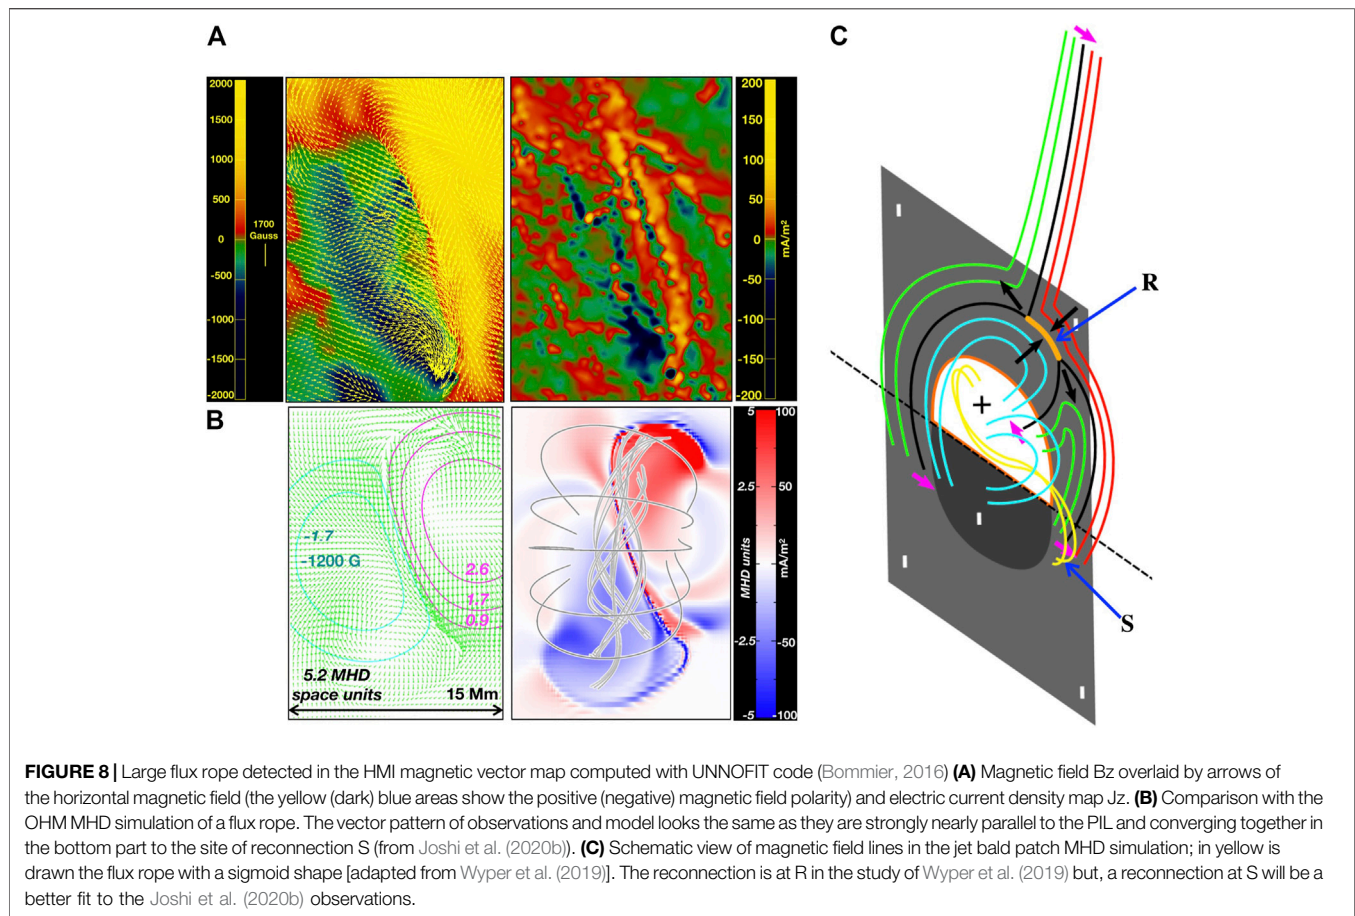 A
C
2000
1500
1000
500
0
-500
-1000
-1500
-2000
1700
Gauss
200
150
100
50
0
-50
-100
-150
-200
mA/m²
R
S
B
-1.7
-1200 G
2.6
1.7
0.9
5.2 MHD
space units
15 Mm
5
2.5
-2.5
-5
MHD units
100
50
-50
-100
mA/m²
FIGURE 8 | Large flux rope detected in the HMI magnetic vector map computed with UNNOFIT code (Bommier, 2016) (A) Magnetic field Bz overlaid by arrows of
the horizontal magnetic field (the yellow (dark) blue areas show the positive (negative) magnetic field polarity) and electric current density map Jz. (B) Comparison with the
OHM MHD simulation of a flux rope. The vector pattern of observations and model looks the same as they are strongly nearly parallel to the PIL and converging together in
the bottom part to the site of reconnection S (from Joshi et al. (2020b)). (C) Schematic view of magnetic field lines in the jet bald patch MHD simulation; in yellow is
drawn the flux rope with a sigmoid shape [adapted from Wyper et al. (2019)]. The reconnection is at R in the study of Wyper et al. (2019) but, a reconnection at S will be a
better fit to the Joshi et al. (2020b) observations.